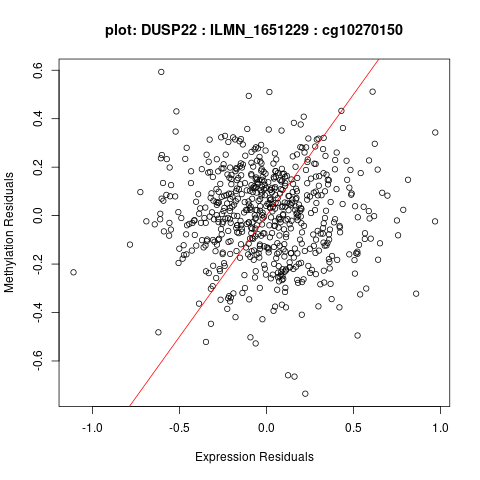 plot: DUSP22 : ILMN_1651229 : cg10270150
Methylation Residuals
0.6
0.4
0.2
0.0
-0.2
-0.4
-0.6
-1.0 -0.5 0.0 0.5 1.0
Expression Residuals